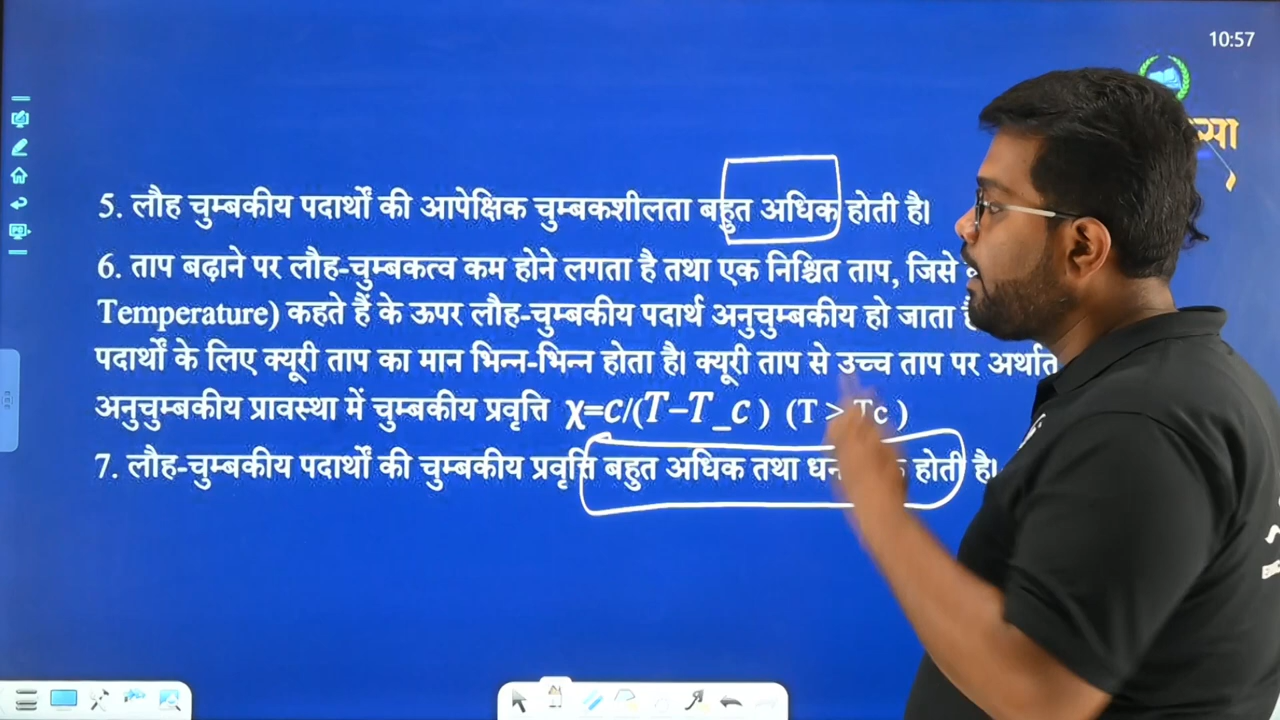 10:57
5. लौह चुम्बकीय पदार्थों की आपेक्षिक चुम्बकशीलता बहुत अधिक होती है।
6. ताप बढ़ाने पर लौह-चुम्बकत्व कम होने लगता है तथा एक निश्चित ताप, जिसे
Temperature) कहते हैं के ऊपर लौह-चुम्बकीय पदार्थ अनुचुम्बकीय हो जाता
पदार्थों के लिए क्यूरी ताप का मान भिन्न-भिन्न होता है। क्यूरी ताप से उच्च ताप पर अर्थात
अनुचुम्बकीय प्रावस्था में चुम्बकीय प्रवृत्ति χ=C/(T−T_C ) (T > Tc )
7. लौह-चुम्बकीय पदार्थों की चुम्बकीय प्रवृत्ति बहुत अधिक तथा होती है।